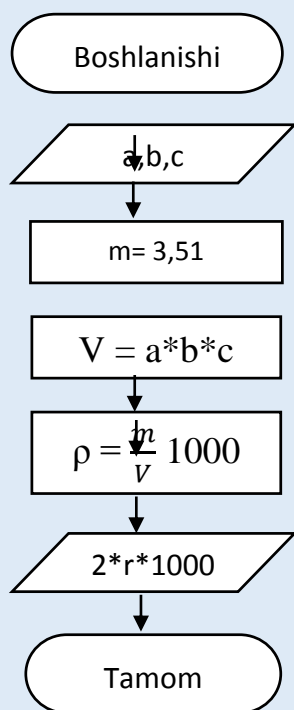 Boshlanishi
a,b,c
m= 3,51
V = a*b*c
ρ = m/V 1000
2*r*1000
Tamom